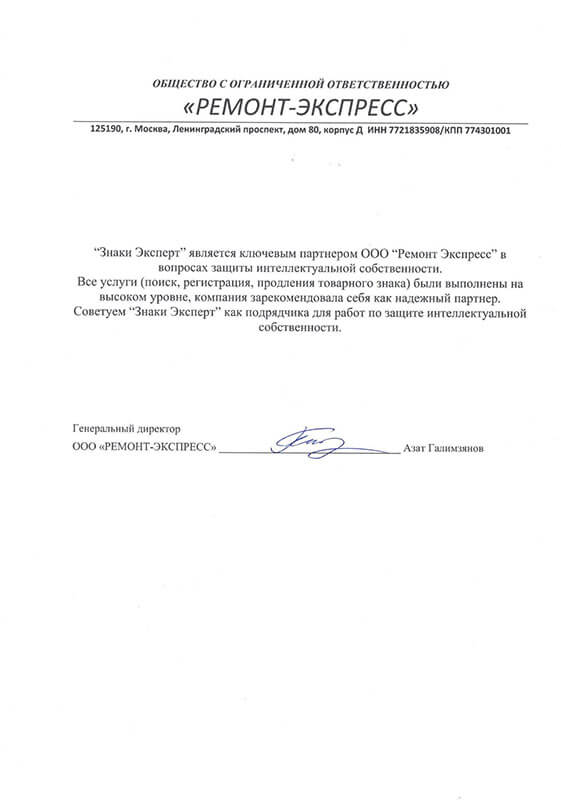 ОБЩЕСТВО С ОГРАНИЧЕННОЙ ОТВЕТСТВЕННОСТЬЮ
«РЕМОНТ-ЭКСПРЕСС»
125190, г. Москва, Ленинградский проспект, дом 80, корпус Д ИНН 7721835908/КПП 774301001
“Знаки Эксперт” является ключевым партнером ООО “Ремонт Экспресс” в
вопросах защиты интеллектуальной собственности.
Все услуги (поиск, регистрация, продления товарного знака) были выполнены на
высоком уровне, компания зарекомендовала себя как надежный партнер.
Советуем “Знаки Эксперт” как подрядчика для работ по защите интеллектуальной
собственности.
Генеральный директор
ООО «РЕМОНТ-ЭКСПРЕСС» Азат Галимзянов